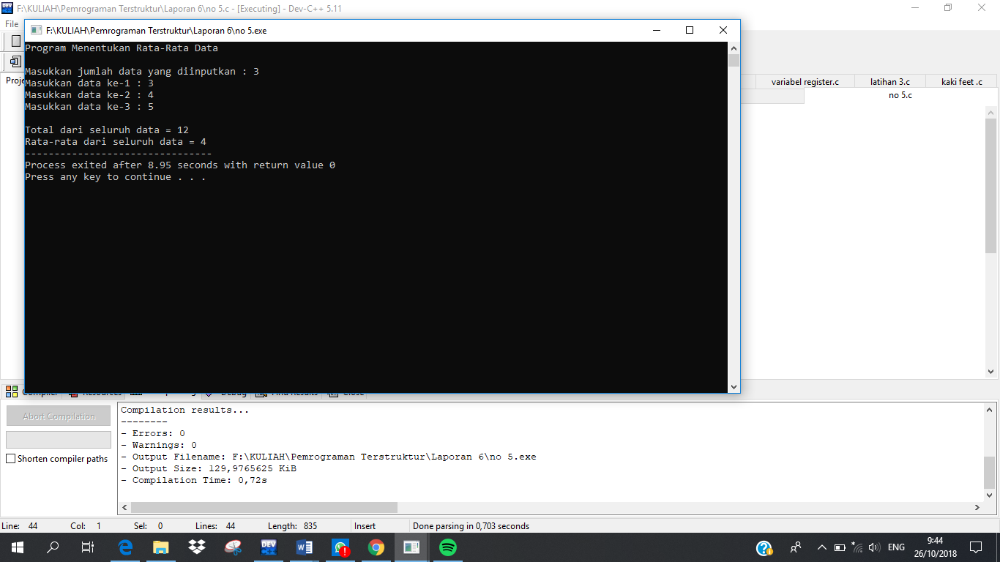 F:\KULIAH\Pemrograman Terstruktur\Laporan 6\no 5.c - [Executing] - Dev-C++ 5.11
File
F:\KULIAH\Pemrograman Terstruktur\Laporan 6\no 5.exe
Program Menentukan Rata-Rata Data
Masukkan jumlah data yang diinputkan : 3
Masukkan data ke-1 : 3
Masukkan data ke-2 : 4
Masukkan data ke-3 : 5
Total dari seluruh data = 12
Rata-rata dari seluruh data = 4
--------------------------------
Process exited after 8.95 seconds with return value 0
Press any key to continue . . .
Proje
variabel register.c latihan 3.c kaki feet .c
no 5.c
Compiler Resources Debug Find Results Close
Abort Compilation
Shorten compiler paths
Compilation results...
--------
- Errors: 0
- Warnings: 0
- Output Filename: F:\KULIAH\Pemrograman Terstruktur\Laporan 6\no 5.exe
- Output Size: 129,9765625 KiB
- Compilation Time: 0,72s
Line: 44 Col: 1 Sel: 0 Lines: 44 Length: 835 Insert Done parsing in 0,703 seconds
DEV
ENG
9:44
26/10/2018